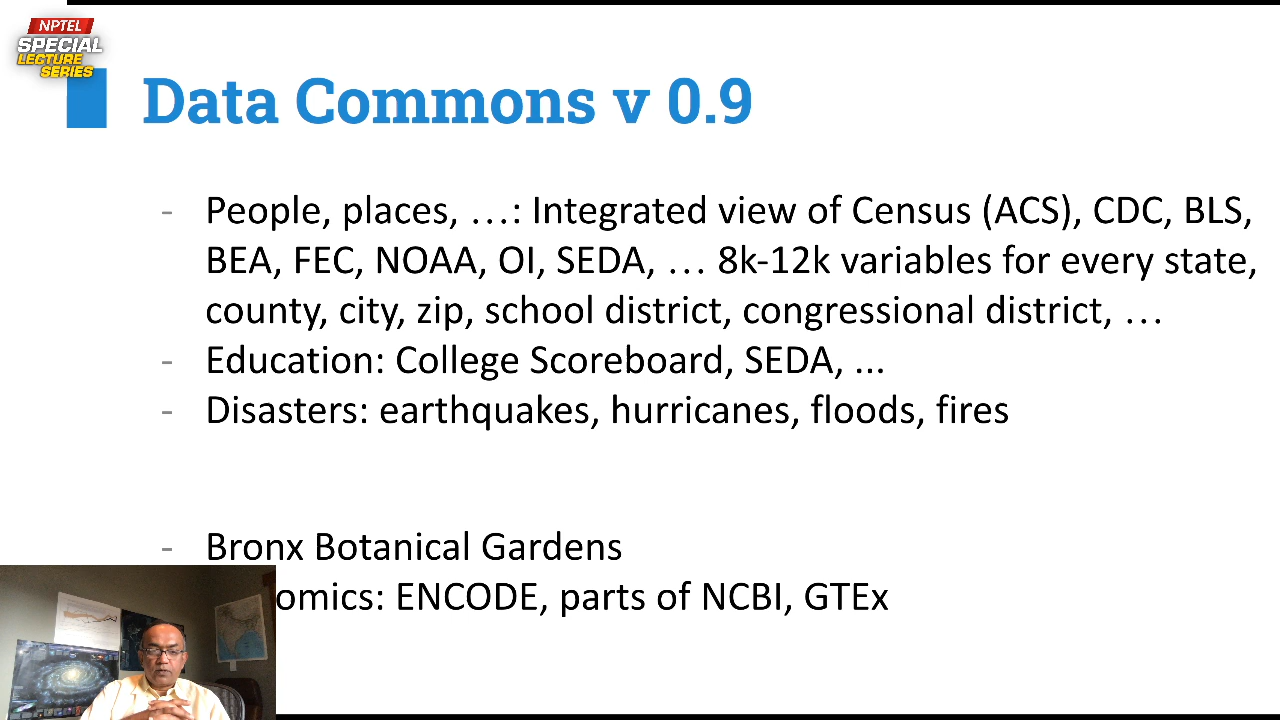 NPTEL
SPECIAL
LECTURE
SERIES
Data Commons v 0.9
- People, places, …: Integrated view of Census (ACS), CDC, BLS,
BEA, FEC, NOAA, OI, SEDA, … 8k-12k variables for every state,
county, city, zip, school district, congressional district, …
- Education: College Scoreboard, SEDA, ...
- Disasters: earthquakes, hurricanes, floods, fires
- Bronx Botanical Gardens
omics: ENCODE, parts of NCBI, GTEx